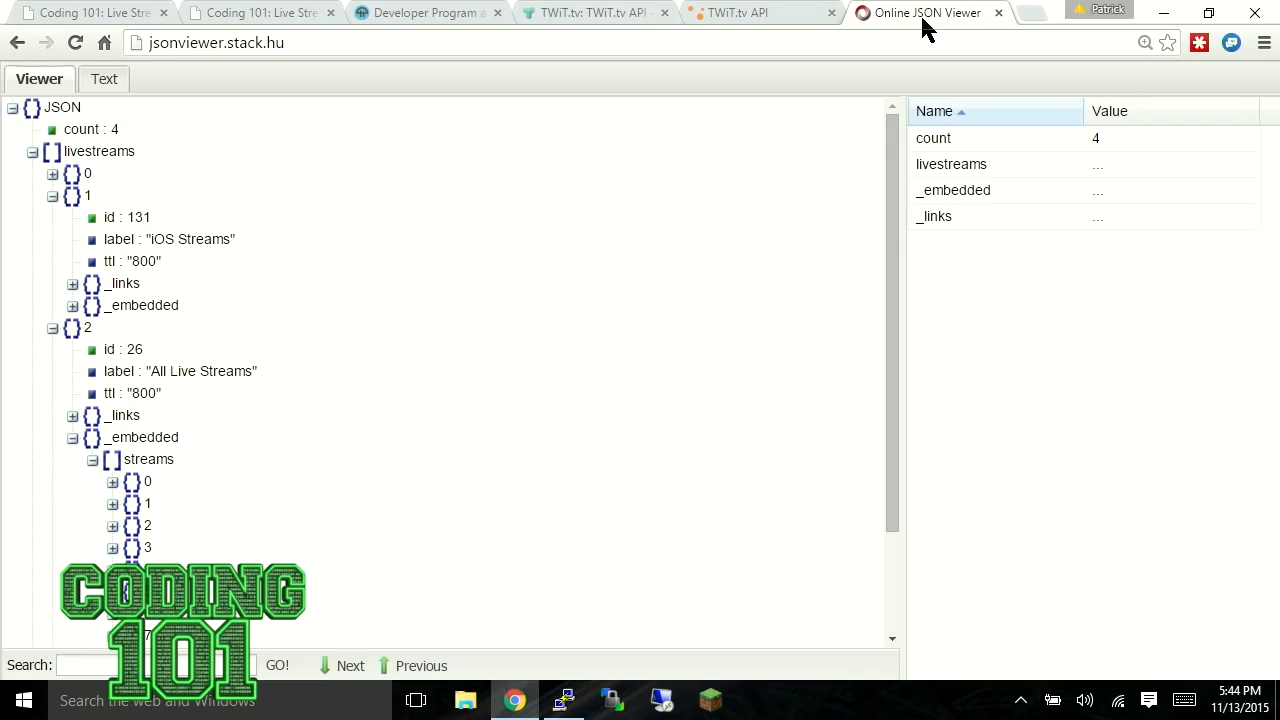 Coding 101: Live Stre
Coding 101: Live Stre
Developer Program a
TWiT.tv: TWiT.tv API -
TWiT.tv API
Online JSON Viewer
Patrick
jsonviewer.stack.hu
Viewer
Text
JSON
count : 4
livestreams
0
1
id : 131
label : "iOS Streams"
ttl : "800"
_links
_embedded
2
id : 26
label : "All Live Streams"
ttl : "800"
_links
_embedded
streams
0
1
2
3
7
Name
Value
count
4
livestreams
...
_embedded
...
_links
...
CODING
101
Search:
GO!
Next
Previous
Search the web and Windows
5:44 PM
11/13/2015